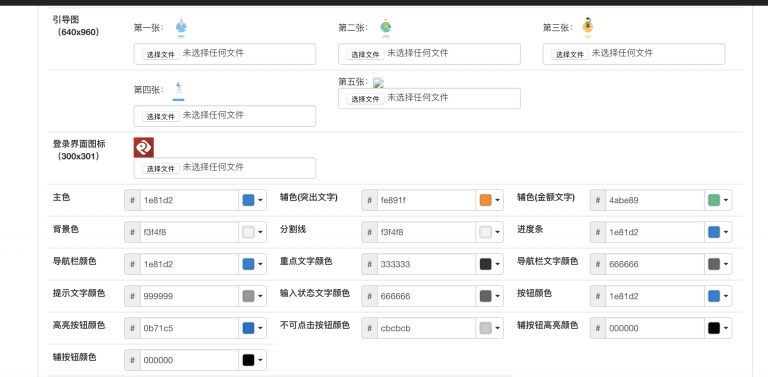 引导图
（640x960）
第一张:
选择文件 未选择任何文件
第二张:
选择文件 未选择任何文件
第三张:
选择文件 未选择任何文件
第四张:
选择文件 未选择任何文件
第五张:
选择文件 未选择任何文件
登录界面图标
（300x301）
选择文件 未选择任何文件
主色 # 1e81d2 辅色(突出文字) # fe891f 辅色(金额文字) # 4abe89
背景色 # f3f4f8 分割线 # f3f4f8 进度条 # 1e81d2
导航栏颜色 # 1e81d2 重点文字颜色 # 333333 导航栏文字颜色 # 666666
提示文字颜色 # 999999 输入状态文字颜色 # 666666 按钮颜色 # 1e81d2
高亮按钮颜色 # 0b71c5 不可点击按钮颜色 # cbcbcb 辅按钮高亮颜色 # 000000
辅按钮颜色 # 000000